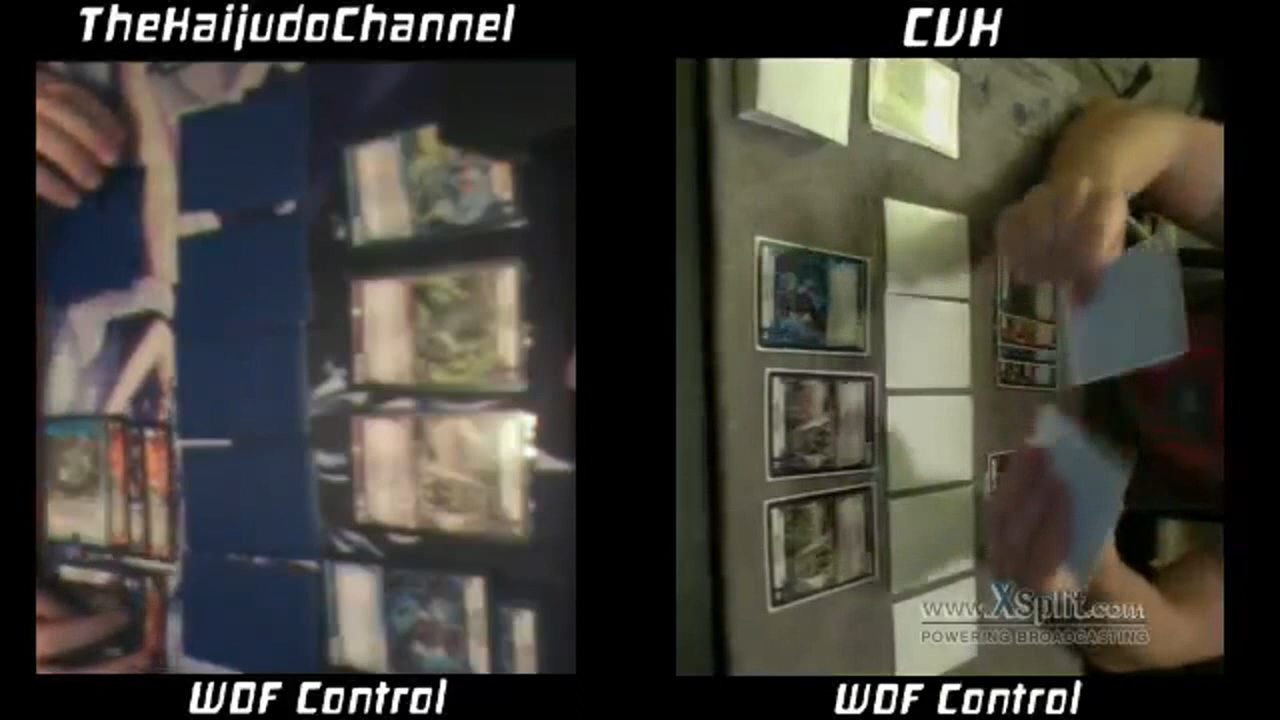 TheKaijudoChannel
CVH
www.XSplit.com
POWERING BROADCASTING
WDF Control
WDF Control